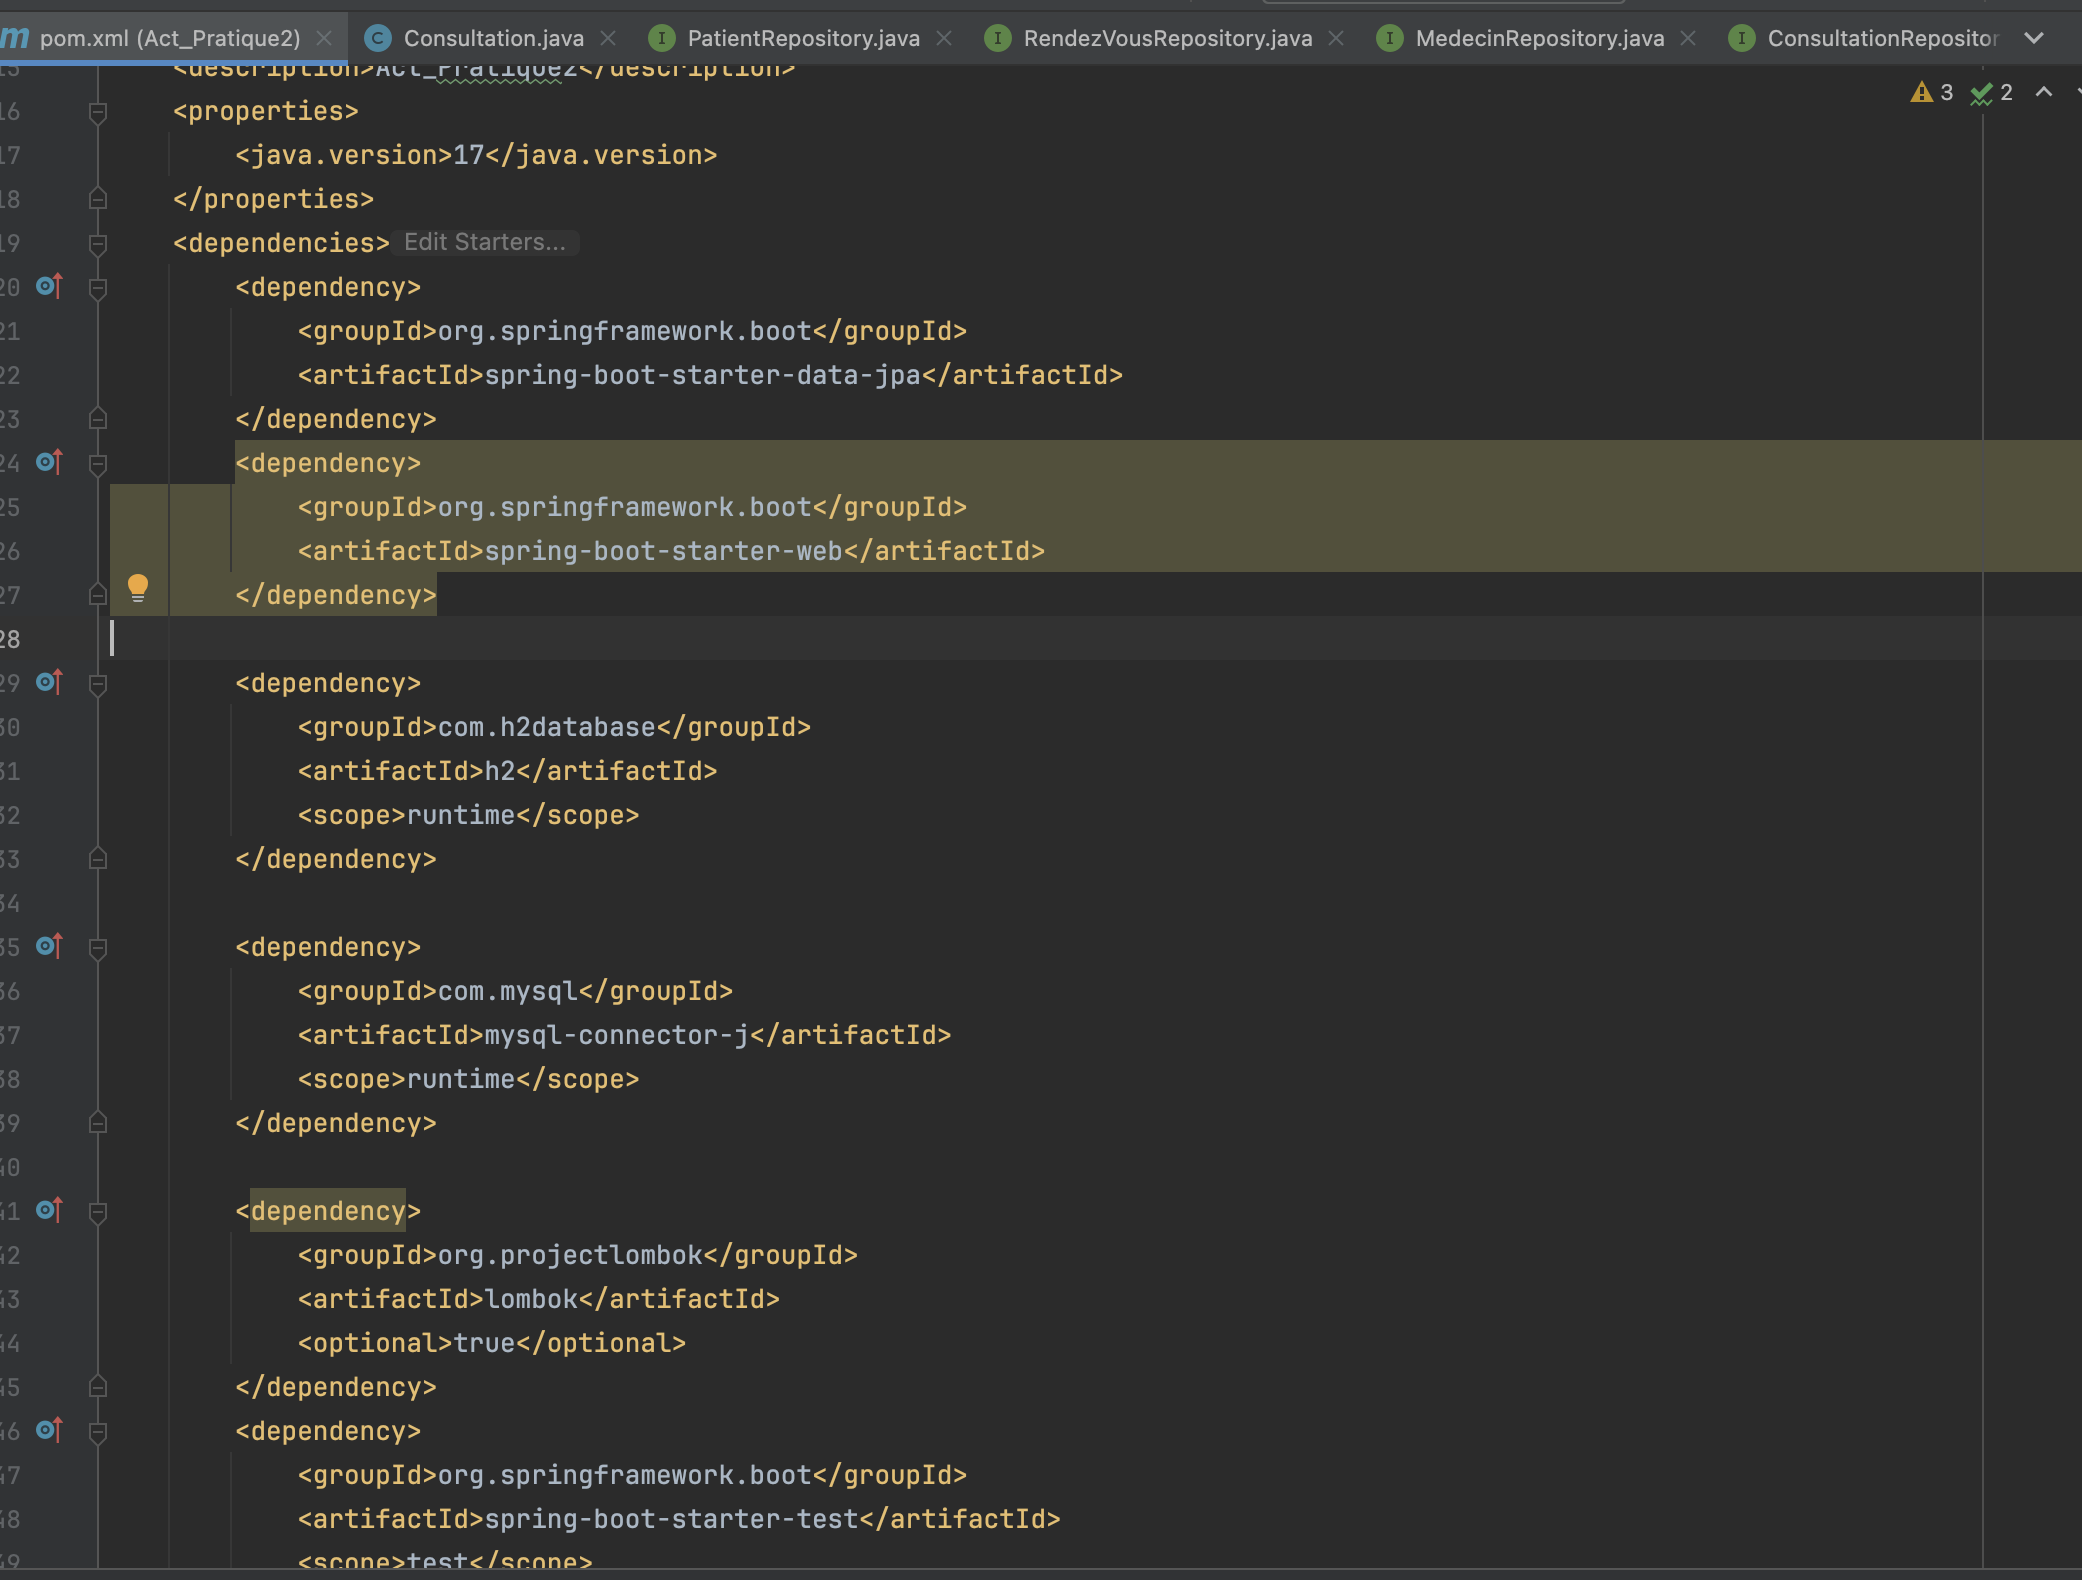 m pom.xml (Act_Pratique2) C Consultation.java I PatientRepository.java I RendezVousRepository.java I MedecinRepository.java I ConsultationRepositor
15 <description>Act_Pratique2</description>
3 2
16 <properties>
17 <java.version>17</java.version>
18 </properties>
19 <dependencies> Edit Starters...
20 <dependency>
21 <groupId>org.springframework.boot</groupId>
22 <artifactId>spring-boot-starter-data-jpa</artifactId>
23 </dependency>
24 <dependency>
25 <groupId>org.springframework.boot</groupId>
26 <artifactId>spring-boot-starter-web</artifactId>
27 </dependency>
28
29 <dependency>
30 <groupId>com.h2database</groupId>
31 <artifactId>h2</artifactId>
32 <scope>runtime</scope>
33 </dependency>
34
35 <dependency>
36 <groupId>com.mysql</groupId>
37 <artifactId>mysql-connector-j</artifactId>
38 <scope>runtime</scope>
39 </dependency>
40
41 <dependency>
42 <groupId>org.projectlombok</groupId>
43 <artifactId>lombok</artifactId>
44 <optional>true</optional>
45 </dependency>
46 <dependency>
47 <groupId>org.springframework.boot</groupId>
48 <artifactId>spring-boot-starter-test</artifactId>
49 <scope>test</scope>